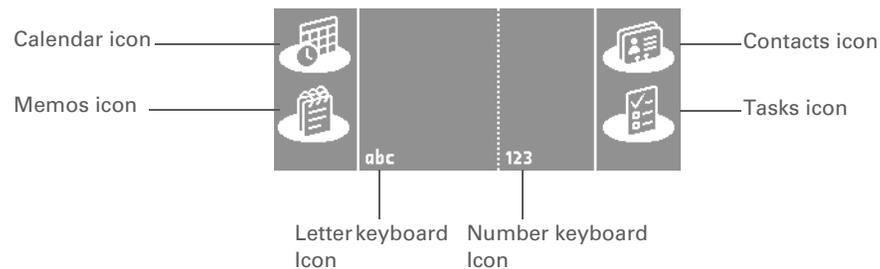 Calendar icon
Contacts icon
Memos icon
Tasks icon
abc
123
Letter keyboard
Icon
Number keyboard
Icon